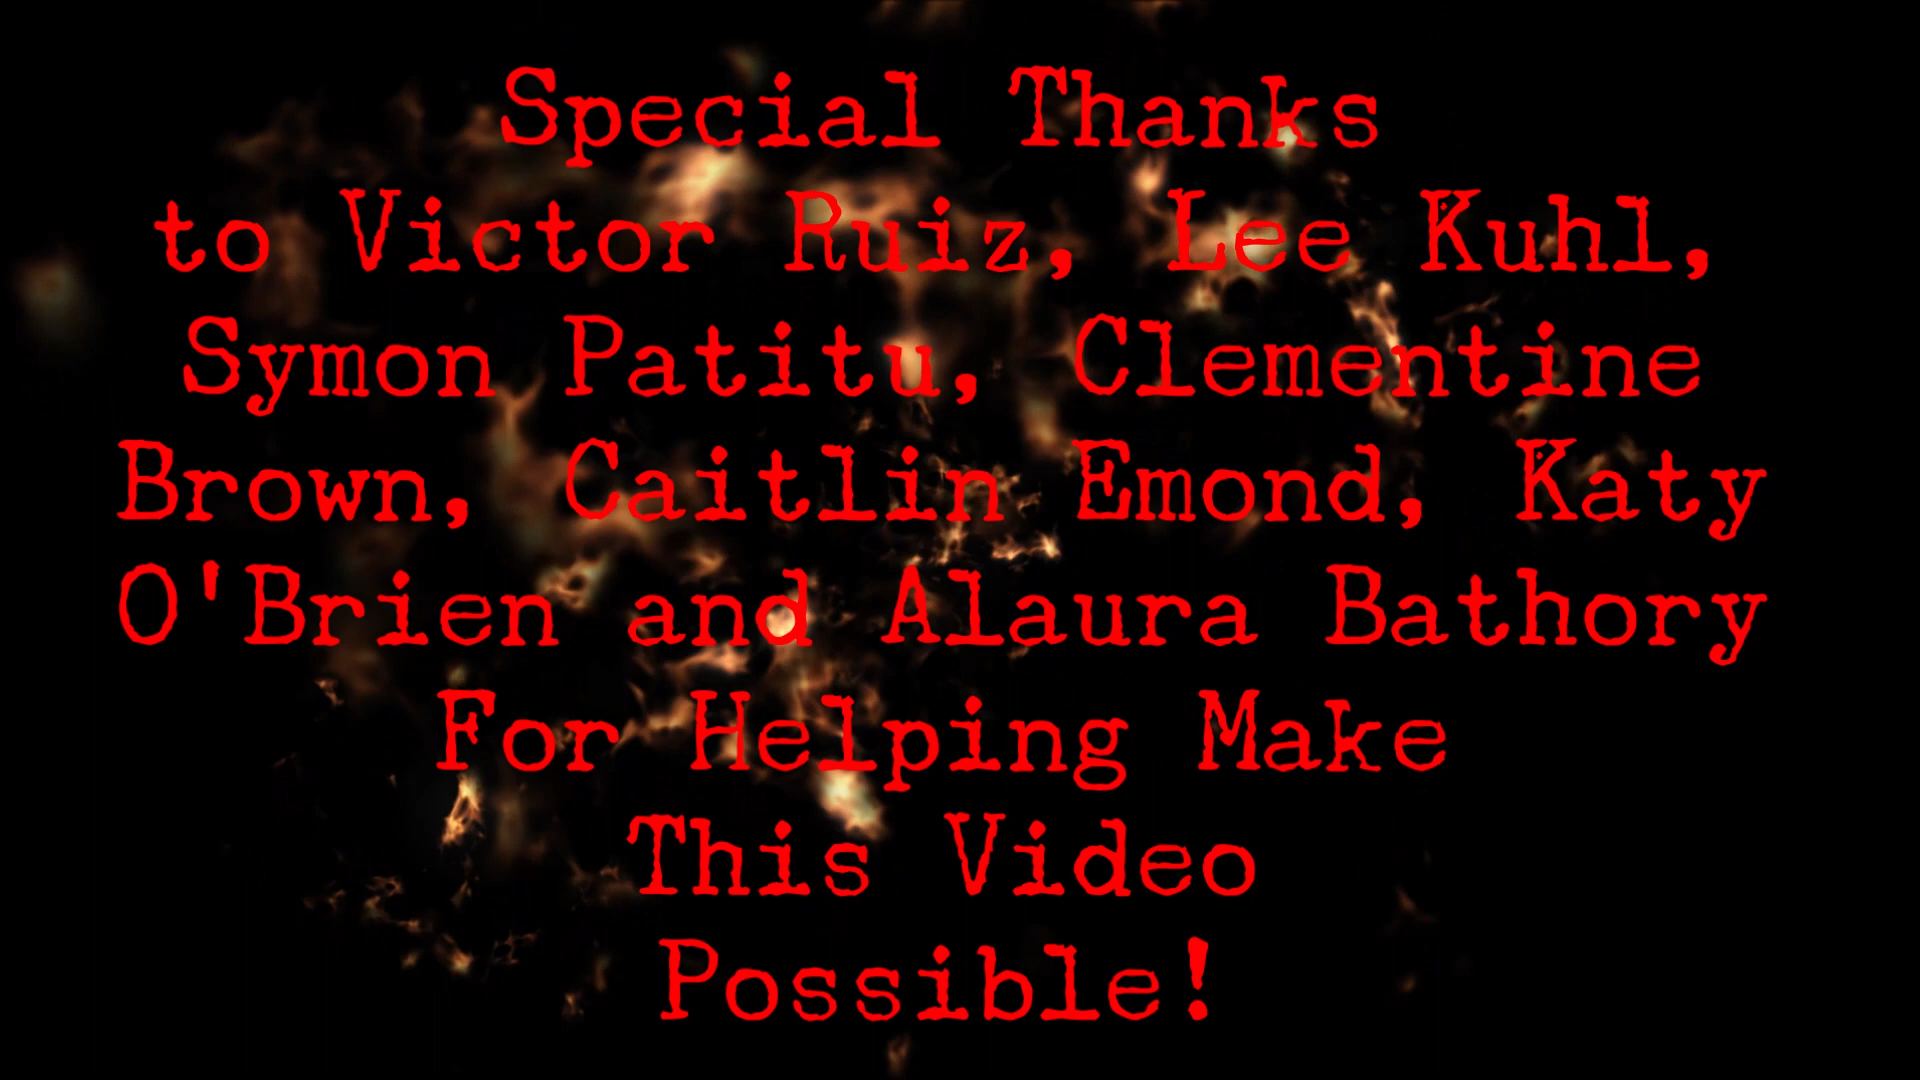 Special Thanks
to Victor Ruiz, Lee Kuhl,
Symon Patitu, Clementine
Brown, Caitlin Emond, Katy
O'Brien and Alaura Bathory
For Helping Make
This Video
Possible!